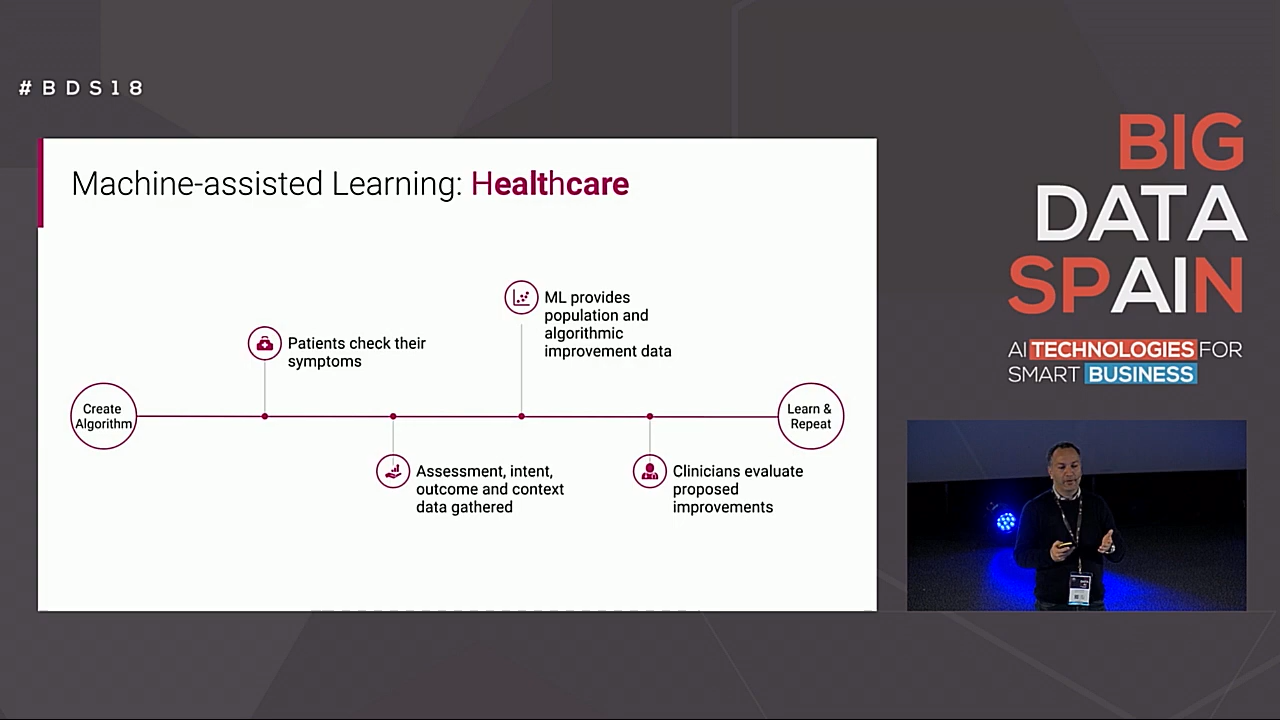 #BDS18
Machine-assisted Learning: Healthcare
ML provides
population and
algorithmic
improvement data
Patients check their
symptoms
Create
Algorithm
Learn &
Repeat
Assessment, intent,
outcome and context
data gathered
Clinicians evaluate
proposed
improvements
BIG
DATA
SPAIN
AI TECHNOLOGIES FOR
SMART BUSINESS